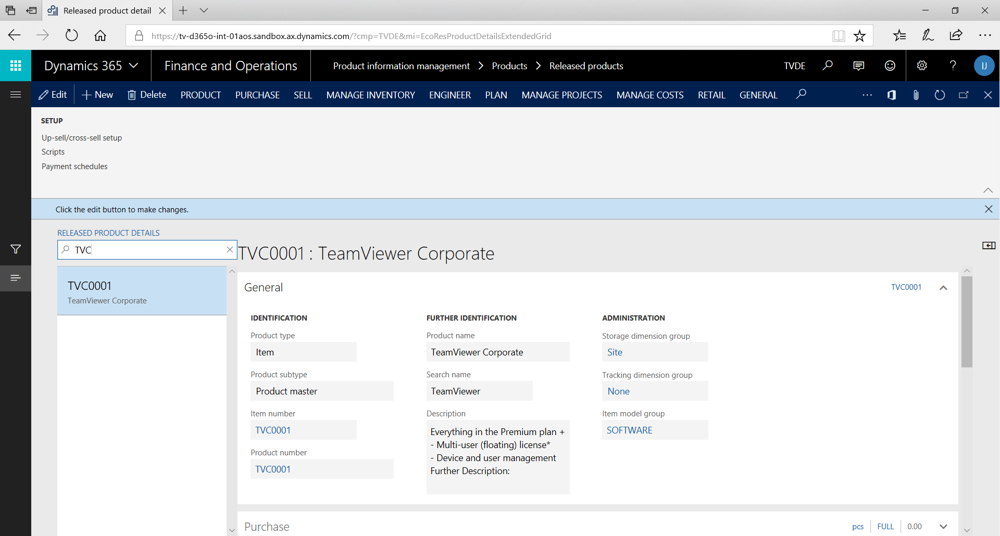 Released product detail
https://tv-d365o-int-01aos.sandbox.ax.dynamics.com/?cmp=TVDE&mi=EcoResProductDetailsExtendedGrid
Dynamics 365
Finance and Operations
Product information management > Products > Released products
TVDE
?
IJ
Edit
New
Delete
PRODUCT
PURCHASE
SELL
MANAGE INVENTORY
ENGINEER
PLAN
MANAGE PROJECTS
MANAGE COSTS
RETAIL
GENERAL
SETUP
Up-sell/cross-sell setup
Scripts
Payment schedules
Click the edit button to make changes.
RELEASED PRODUCT DETAILS
TVC
TVC0001 : TeamViewer Corporate
TVC0001
TeamViewer Corporate
General
TVC0001
IDENTIFICATION
Product type
Item
Product subtype
Product master
Item number
TVC0001
Product number
TVC0001
FURTHER IDENTIFICATION
Product name
TeamViewer Corporate
Search name
TeamViewer
Description
Everything in the Premium plan +
- Multi-user (floating) license*
- Device and user management
Further Description:
ADMINISTRATION
Storage dimension group
Site
Tracking dimension group
None
Item model group
SOFTWARE
Purchase
pcs
FULL
0.00